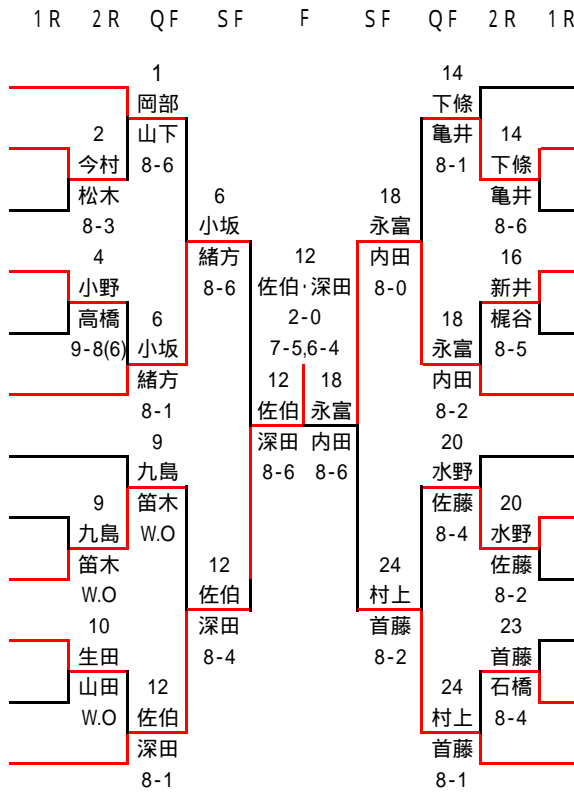 1R 2R QF SF F SF QF 2R 1R
1
岡部
山下
8-6
2
今村
松木
8-3
4
小野
高橋
9-8(6)
6
小坂
緒方
8-1
9
九島
笛木
W.O
9
九島
笛木
W.O
10
生田
山田
W.O
12
佐伯
深田
8-1
6
小坂
緒方
8-6
12
佐伯
深田
8-4
12
佐伯･深田
2-0
7-5,6-4
12
佐伯
深田
8-6
18
永富
内田
8-6
18
永富
内田
8-0
24
村上
首藤
8-2
14
下條
亀井
8-1
14
下條
亀井
8-6
16
新井
梶谷
8-5
18
永富
内田
8-2
20
水野
佐藤
8-4
20
水野
佐藤
8-2
23
首藤
石橋
8-4
24
村上
首藤
8-1